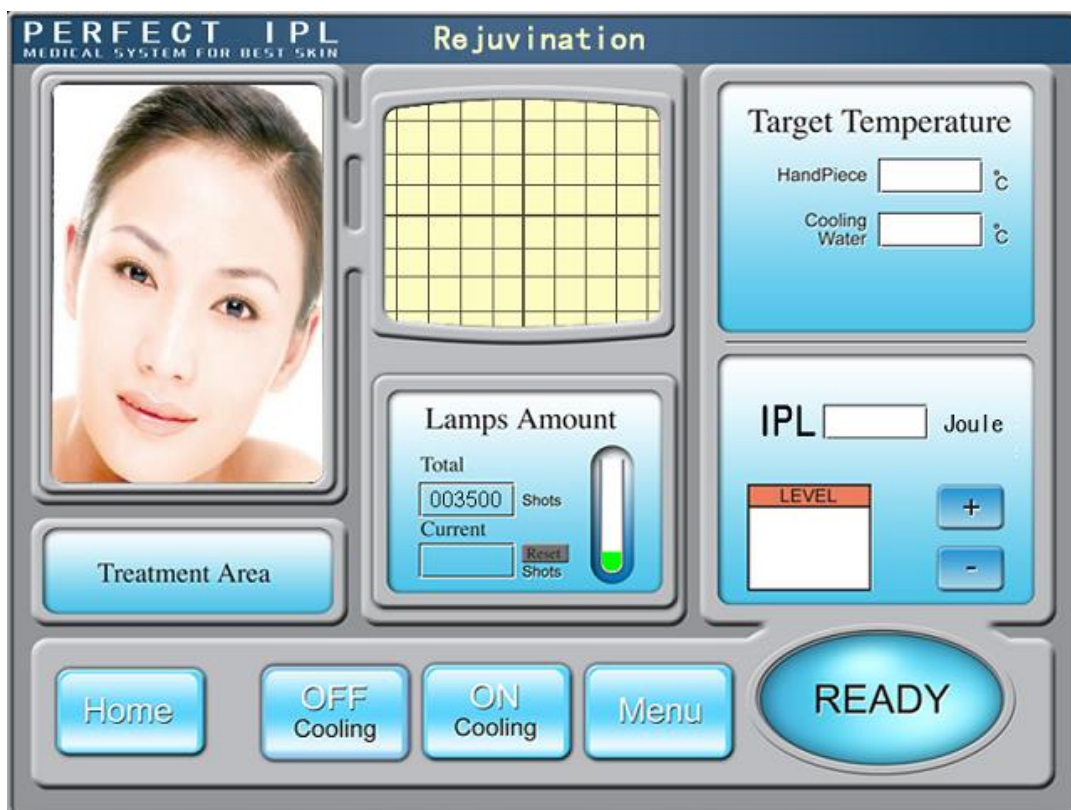 PERFECT IPL
MEDICAL SYSTEM FOR BEST SKIN
Rejuvination
Target Temperature
HandPiece °C
Cooling
Water °C
Lamps Amount
Total
003500 Shots
Current
Reset
Shots
IPL Joule
LEVEL
+
-
Treatment Area
Home
OFF
Cooling
ON
Cooling
Menu
READY